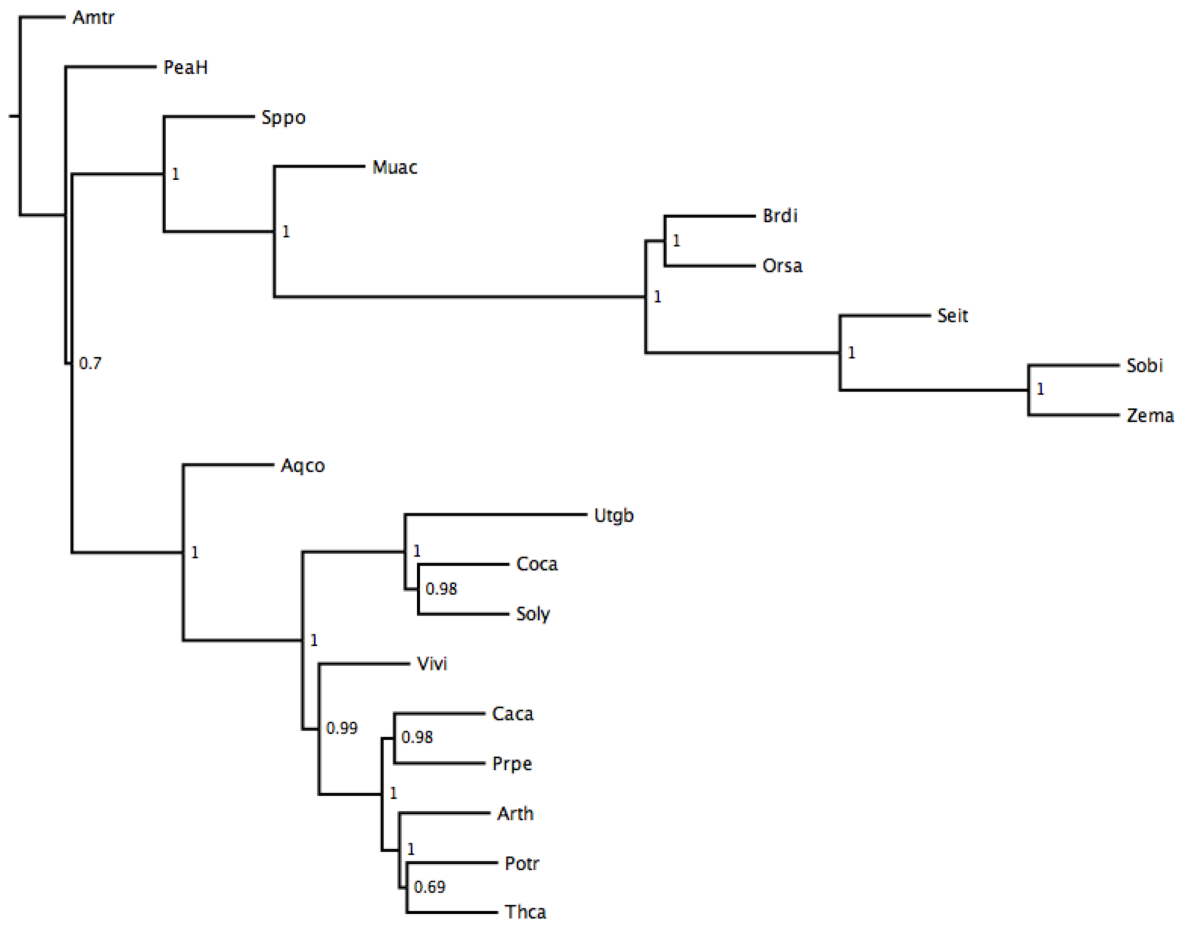 Amtr
PeaH
Sppo
1
Muac
Brdi
1
1
Orsa
1
Seit
1
Sobi
0.7
1
Zema
Aqco
Utgb
1
1
Coca
0.98
Soly
1
Vivi
Caca
0.99
0.98
Prpe
1
Arth
1
Potr
0.69
Thca